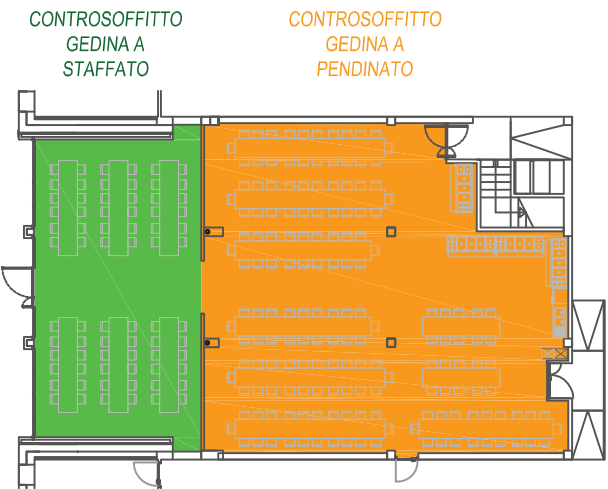 CONTROSOFFITTO
GEDINA A
STAFFATO
CONTROSOFFITTO
GEDINA A
PENDINATO